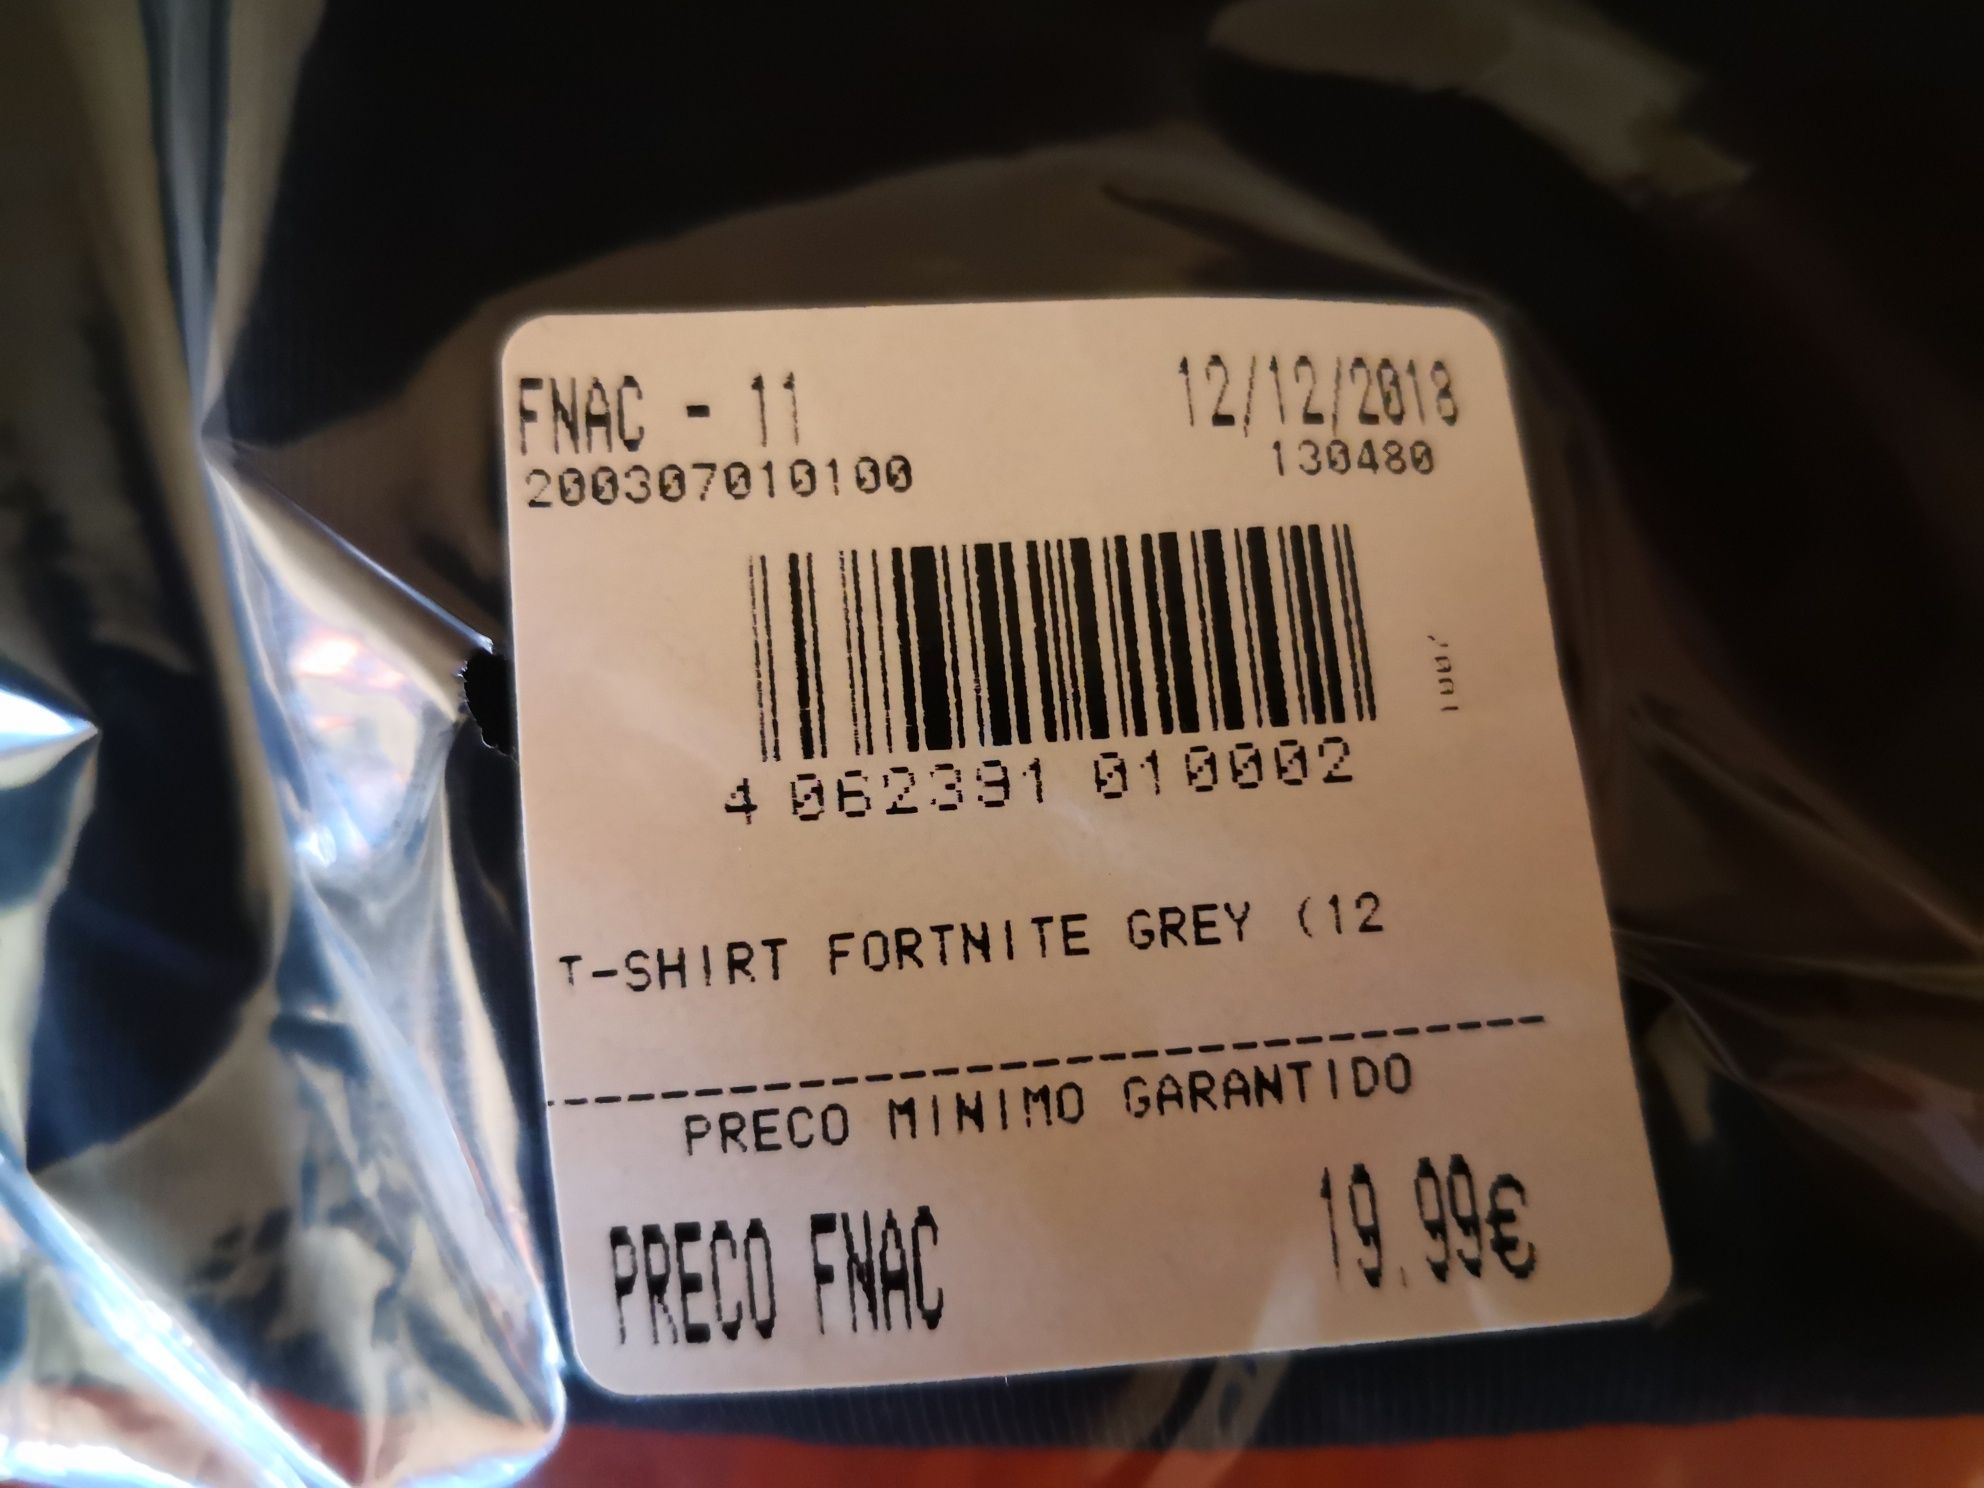 FNAC - 11 12/12/2018
200307010100 130480
1007
4 062391 010002
T-SHIRT FORTNITE GREY (12
PRECO MINIMO GARANTIDO
PRECO FNAC 19.99€